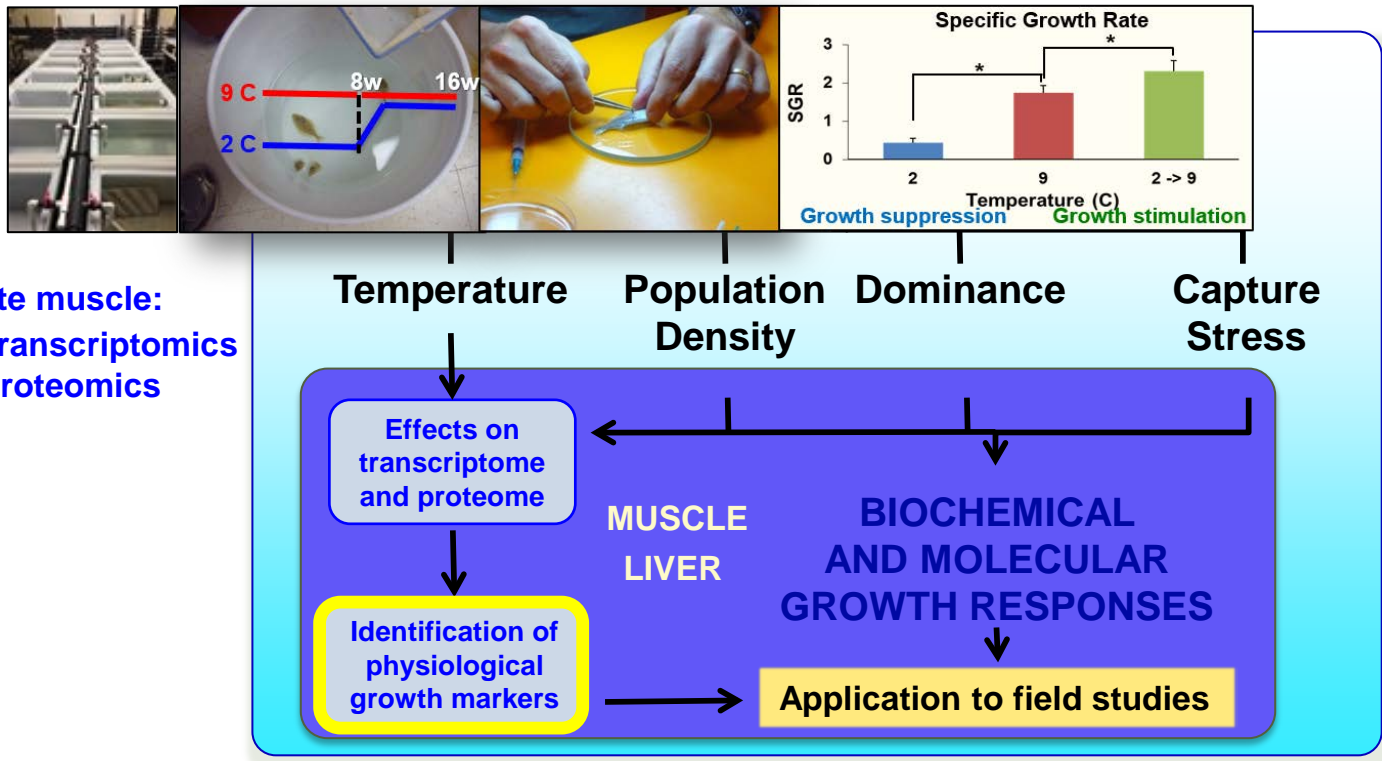 8w
16w
9 C
2 C
Specific Growth Rate
*
*
3
2
1
0
SGR
2
9
2 -> 9
Temperature (C)
Growth suppression
Growth stimulation
Temperature
Population
Density
Dominance
Capture
Stress
te muscle:
ranscriptomics
roteomics
Effects on
transcriptome
and proteome
MUSCLE
LIVER
BIOCHEMICAL
AND MOLECULAR
GROWTH RESPONSES
Identification of
physiological
growth markers
Application to field studies